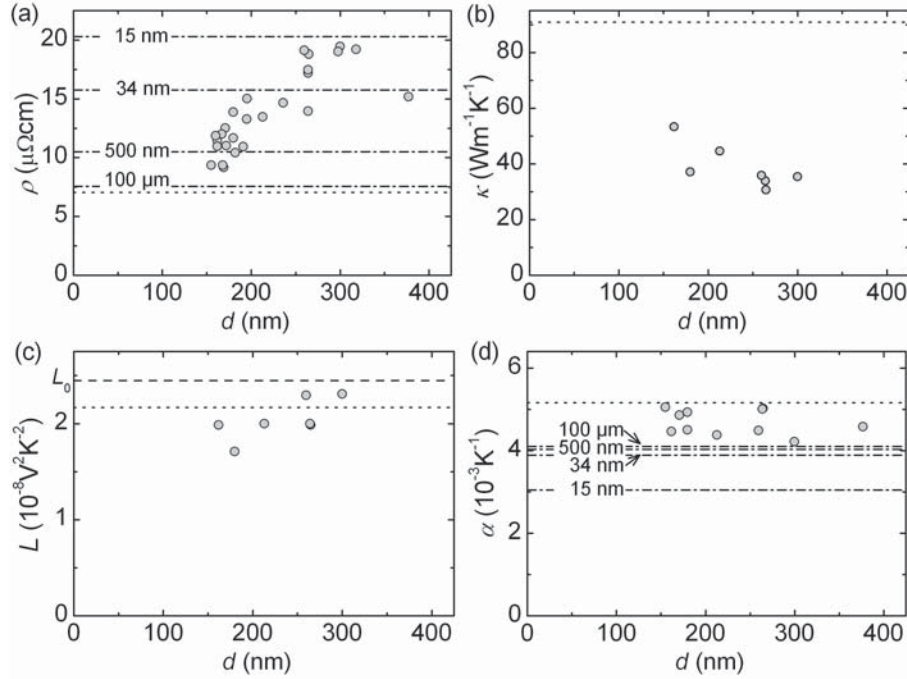 (a)
20
15
10
5
0
ρ (μΩcm)
15 nm
34 nm
500 nm
100 μm
0 100 200 300 400
d (nm)
(b)
80
60
40
20
0
κ (Wm⁻¹K⁻¹)
0 100 200 300 400
d (nm)
(c)
L₀
2
1
0
L (10⁻⁸V²K⁻²)
0 100 200 300 400
d (nm)
(d)
6
4
2
0
α (10⁻³K⁻¹)
100 μm
500 nm
34 nm
15 nm
0 100 200 300 400
d (nm)